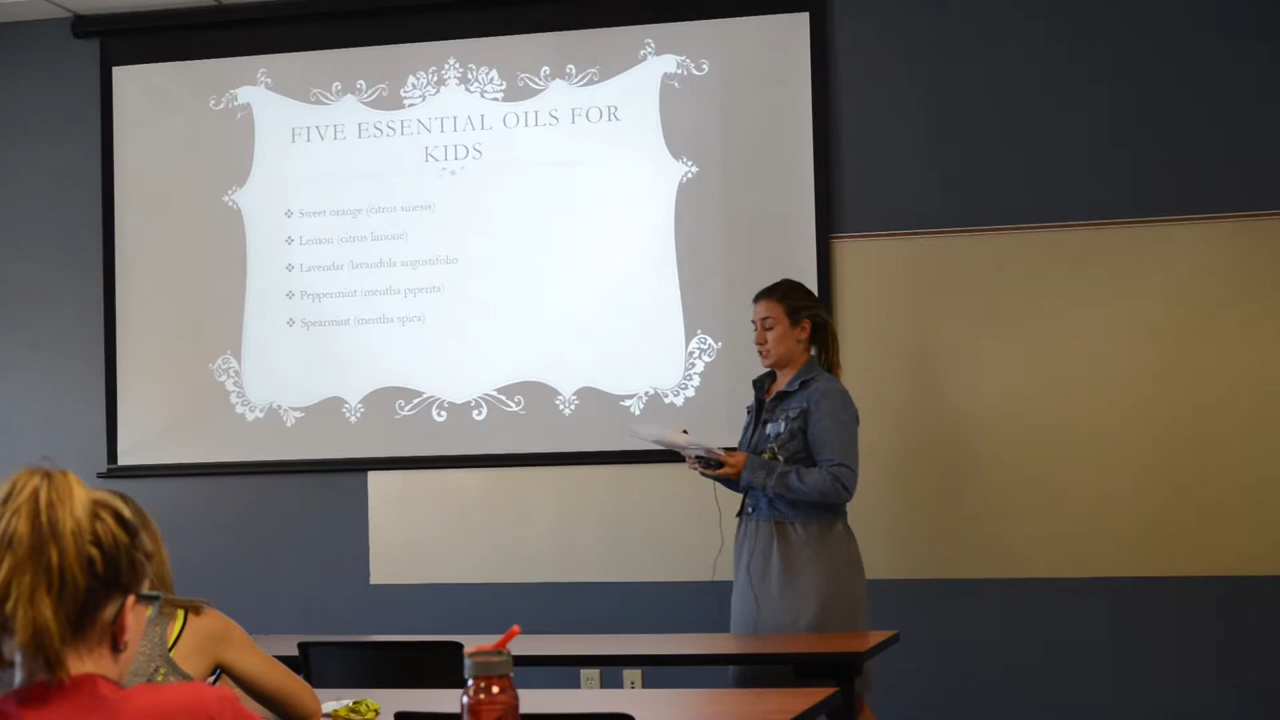 FIVE ESSENTIAL OILS FOR
KIDS
❖ Sweet orange (citrus sinesis)
❖ Lemon (citrus limone)
❖ Lavendar (lavandula angustifolio
❖ Peppermint (mentha piperita)
❖ Spearmint (mentha spica)